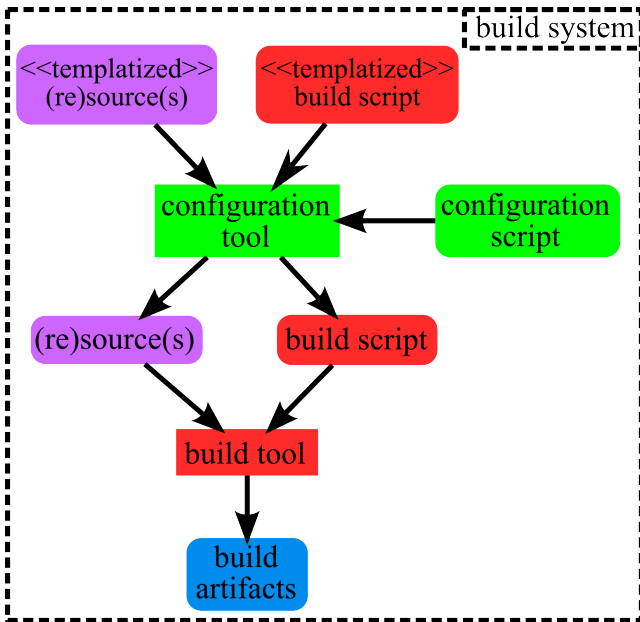 build system
<<templatized>>
(re)source(s)
<<templatized>>
build script
configuration
tool
configuration
script
(re)source(s)
build script
build tool
build
artifacts